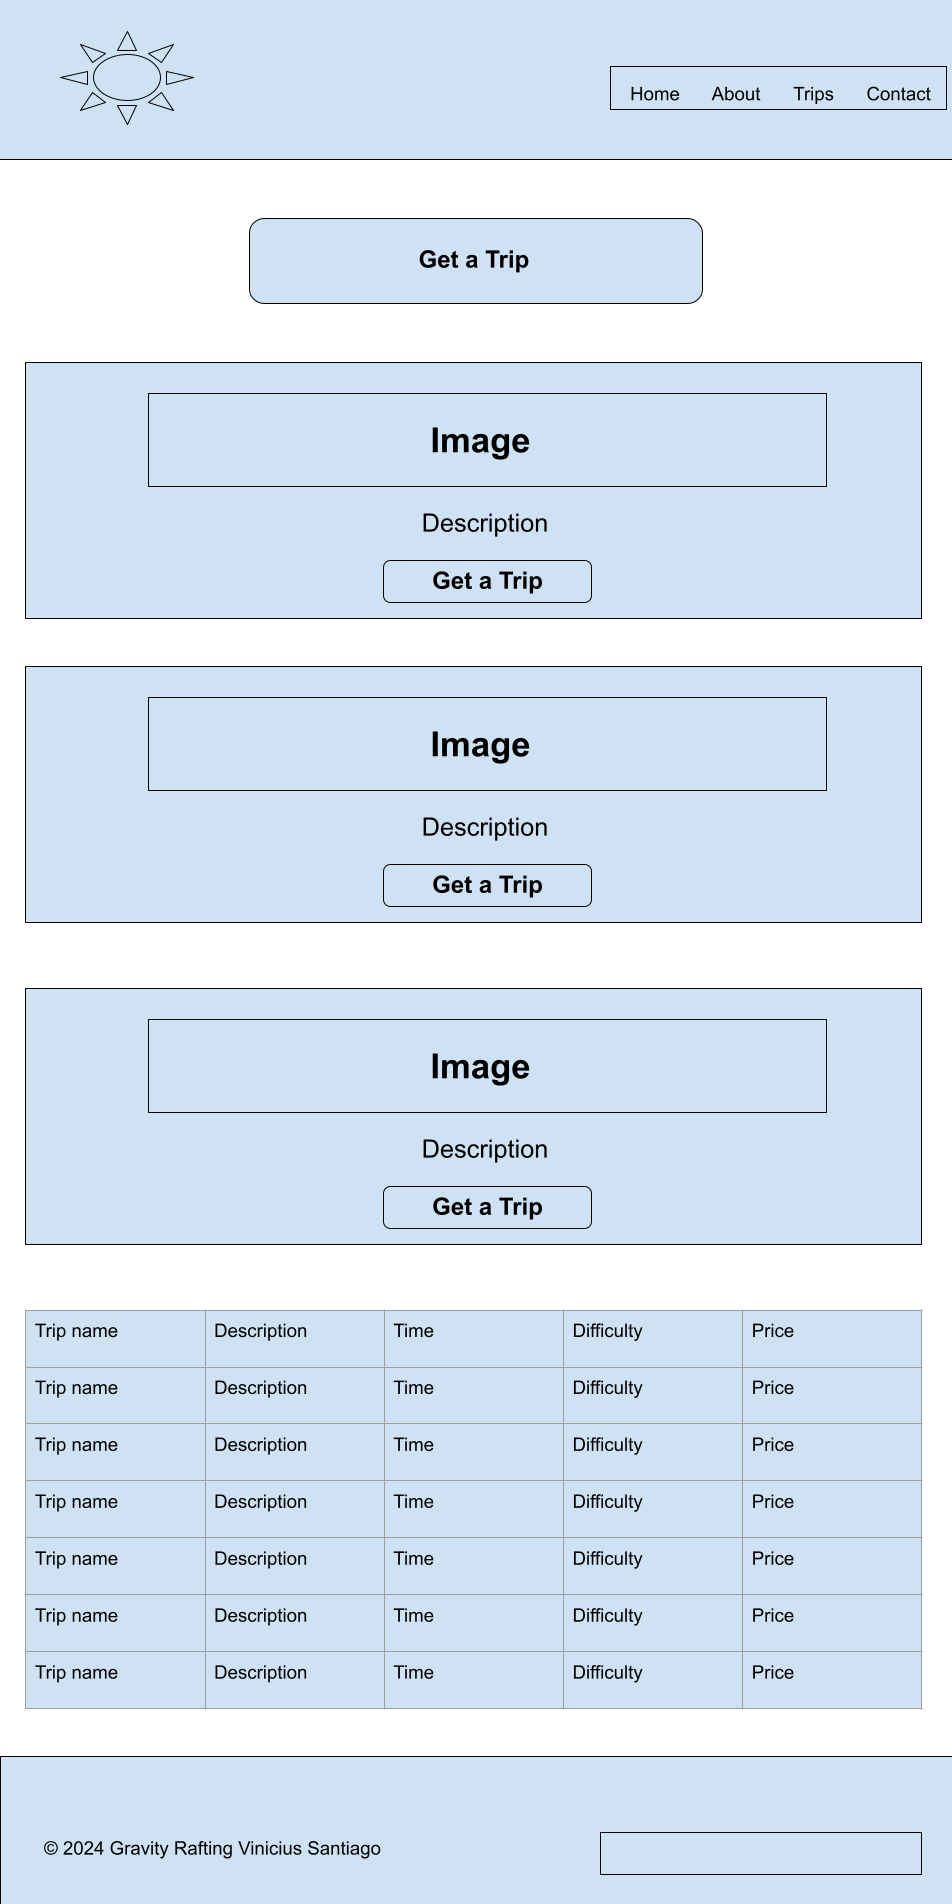 Home About Trips Contact
Get a Trip
Image
Description
Get a Trip
Image
Description
Get a Trip
Image
Description
Get a Trip
Trip name Description Time Difficulty Price
Trip name Description Time Difficulty Price
Trip name Description Time Difficulty Price
Trip name Description Time Difficulty Price
Trip name Description Time Difficulty Price
Trip name Description Time Difficulty Price
Trip name Description Time Difficulty Price
© 2024 Gravity Rafting Vinicius Santiago